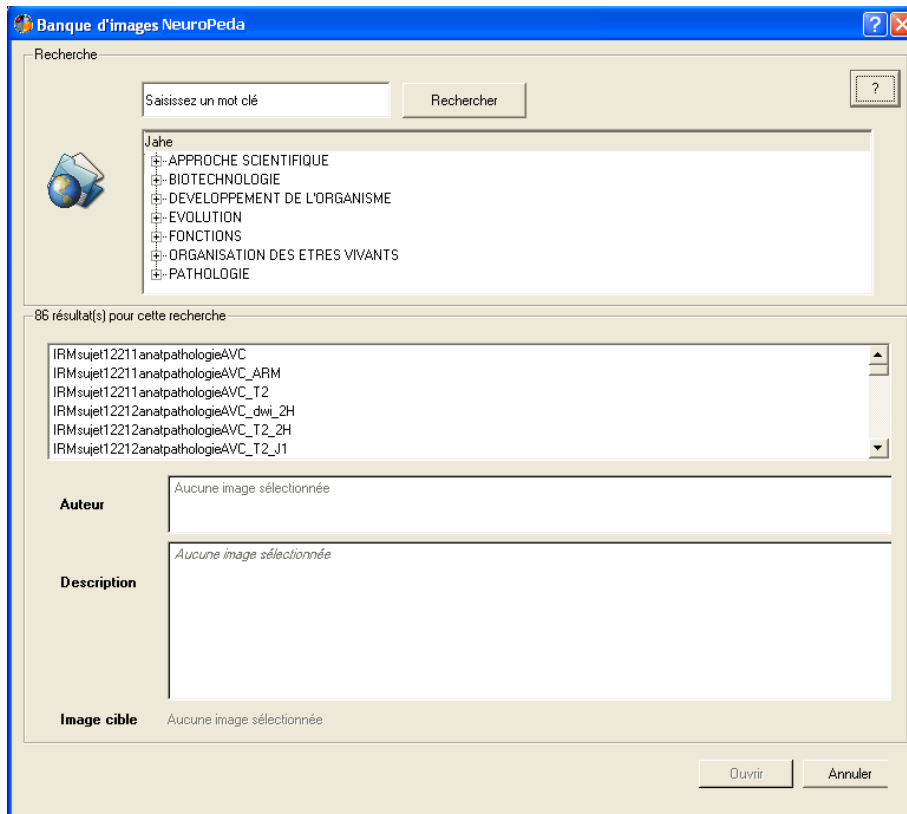 Banque d'images NeuroPeda
Recherche
Saisissez un mot clé
Rechercher
?
Jahe
APPROCHE SCIENTIFIQUE
BIOTECHNOLOGIE
DEVELOPPEMENT DE L'ORGANISME
EVOLUTION
FONCTIONS
ORGANISATION DES ETRES VIVANTS
PATHOLOGIE
86 résultat(s) pour cette recherche
IRMsujet12211anatpathologieAVC
IRMsujet12211anatpathologieAVC_ARM
IRMsujet12211anatpathologieAVC_T2
IRMsujet12212anatpathologieAVC_dwi_2H
IRMsujet12212anatpathologieAVC_T2_2H
IRMsujet12212anatpathologieAVC_T2_J1
Auteur
Aucune image sélectionnée
Description
Aucune image sélectionnée
Image cible
Aucune image sélectionnée
Ouvrir
Annuler